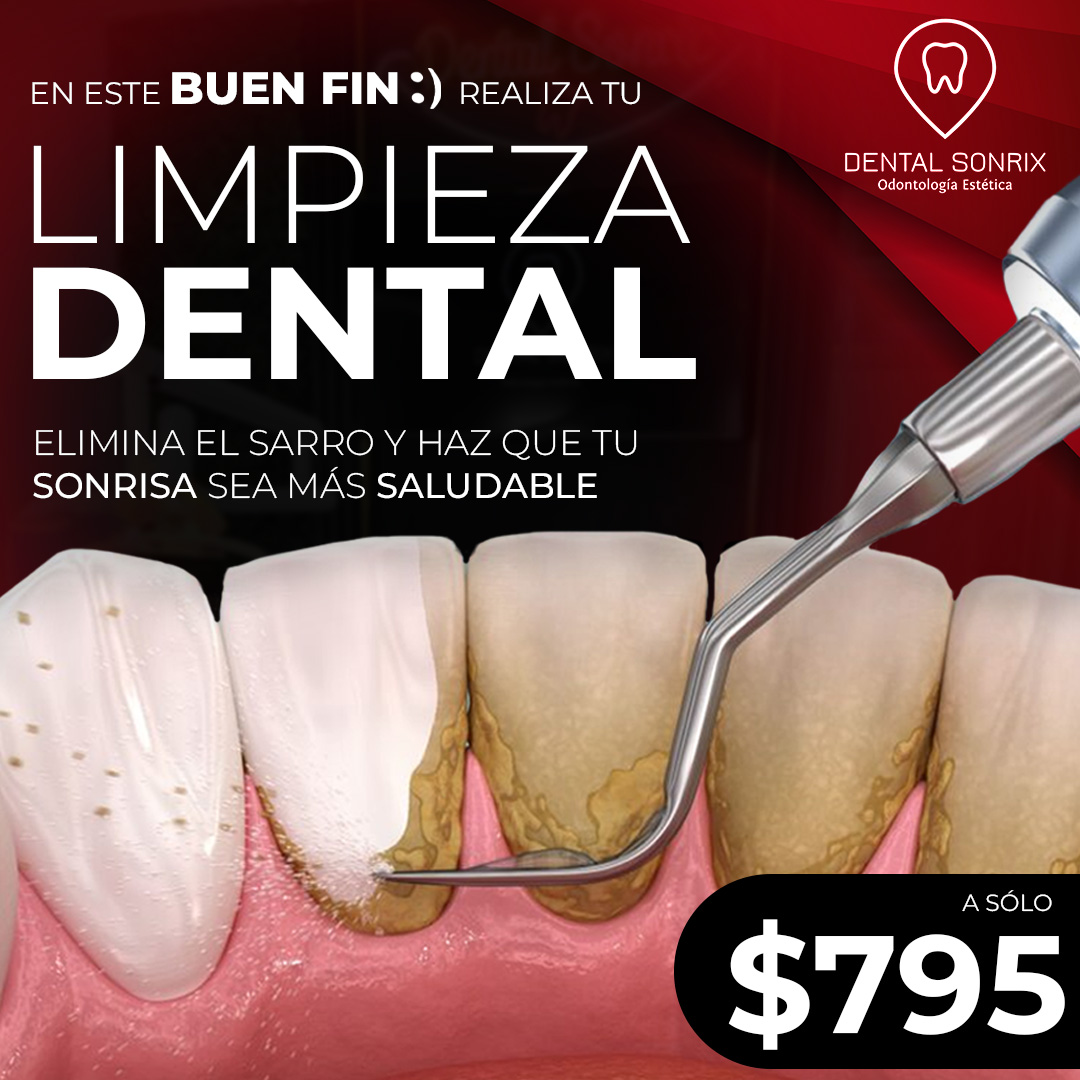 EN ESTE BUEN FIN :) REALIZA TU
LIMPIEZA
DENTAL
ELIMINA EL SARRO Y HAZ QUE TU
SONRISA SEA MÁS SALUDABLE
DENTAL SONRIX
Odontología Estética
A SÓLO
$795